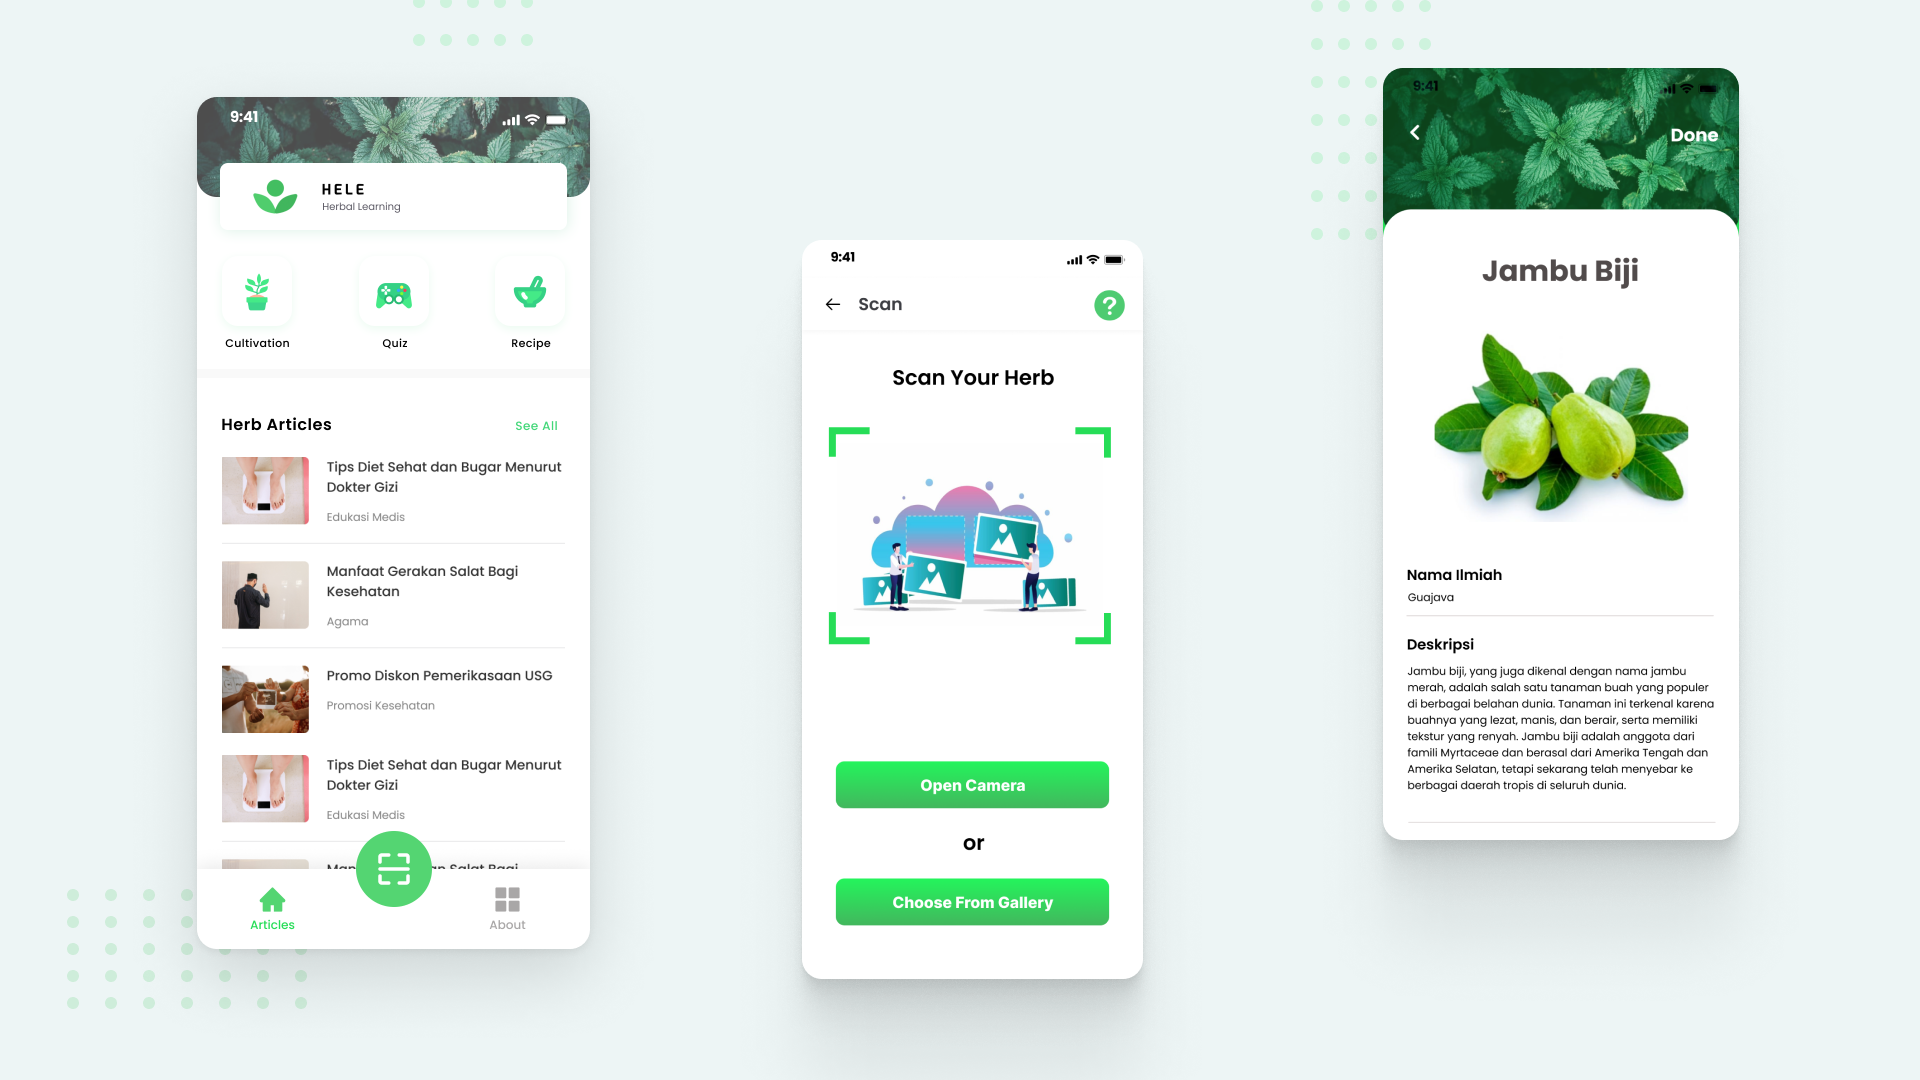 9:41
HELE
Herbal Learning
Cultivation
Quiz
Recipe
Herb Articles
See All
Tips Diet Sehat dan Bugar Menurut
Dokter Gizi
Edukasi Medis
Manfaat Gerakan Salat Bagi
Kesehatan
Agama
Promo Diskon Pemerikasaan USG
Promosi Kesehatan
Tips Diet Sehat dan Bugar Menurut
Dokter Gizi
Edukasi Medis
Salat Bagi
Articles
About
9:41
Scan
?
Scan Your Herb
Open Camera
or
Choose From Gallery
9:41
Done
Jambu Biji
Nama Ilmiah
Guajava
Deskripsi
Jambu biji, yang juga dikenal dengan nama jambu
merah, adalah salah satu tanaman buah yang populer
di berbagai belahan dunia. Tanaman ini terkenal karena
buahnya yang lezat, manis, dan berair, serta memiliki
tekstur yang renyah. Jambu biji adalah anggota dari
famili Myrtaceae dan berasal dari Amerika Tengah dan
Amerika Selatan, tetapi sekarang telah menyebar ke
berbagai daerah tropis di seluruh dunia.